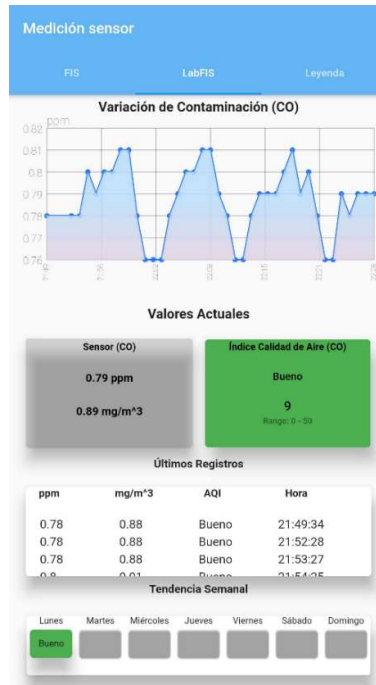 Medición sensor
FIS LabFIS Leyenda
Variación de Contaminación (CO)
ppm
0.82
0.81
0.8
0.79
0.78
0.77
0.76
Valores Actuales
Sensor (CO)
0.79 ppm
0.89 mg/m^3
Índice Calidad de Aire (CO)
Bueno
9
Rango: 0 - 50
Últimos Registros
ppm mg/m^3 AQI Hora
0.78 0.88 Bueno 21:49:34
0.78 0.88 Bueno 21:52:28
0.78 0.88 Bueno 21:53:27
Tendencia Semanal
Lunes Martes Miércoles Jueves Viernes Sábado Domingo
Bueno